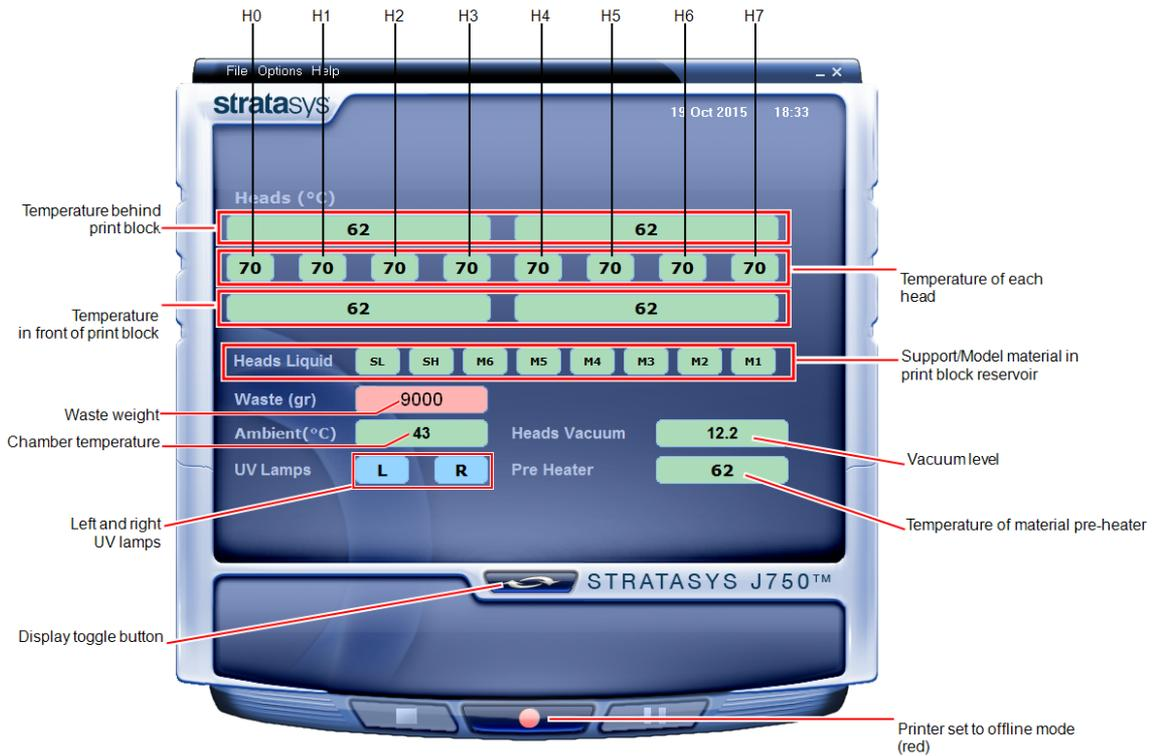 H0 H1 H2 H3 H4 H5 H6 H7
File Options Help
stratasys
19 Oct 2015 18:33
Heads (°C)
Temperature behind
print block
62 62
70 70 70 70 70 70 70 70
Temperature of each
head
Temperature
in front of print block
62 62
Heads Liquid SL SH M6 M5 M4 M3 M2 M1
Support/Model material in
print block reservoir
Waste (gr) 9000
Waste weight
Ambient(°C) 43 Heads Vacuum 12.2
Chamber temperature
Vacuum level
UV Lamps L R Pre Heater 62
Left and right
UV lamps
Temperature of material pre-heater
STRATASYS J750™
Display toggle button
Printer set to offline mode
(red)